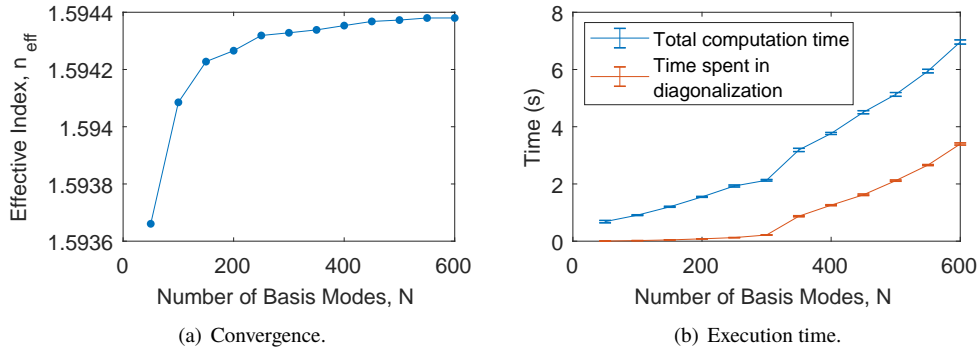 1.5944
1.5942
1.594
1.5938
1.5936
Effective Index, n_eff
0
200
400
600
Number of Basis Modes, N
(a) Convergence.
8
6
4
2
0
Time (s)
Total computation time
Time spent in
diagonalization
0
200
400
600
Number of Basis Modes, N
(b) Execution time.